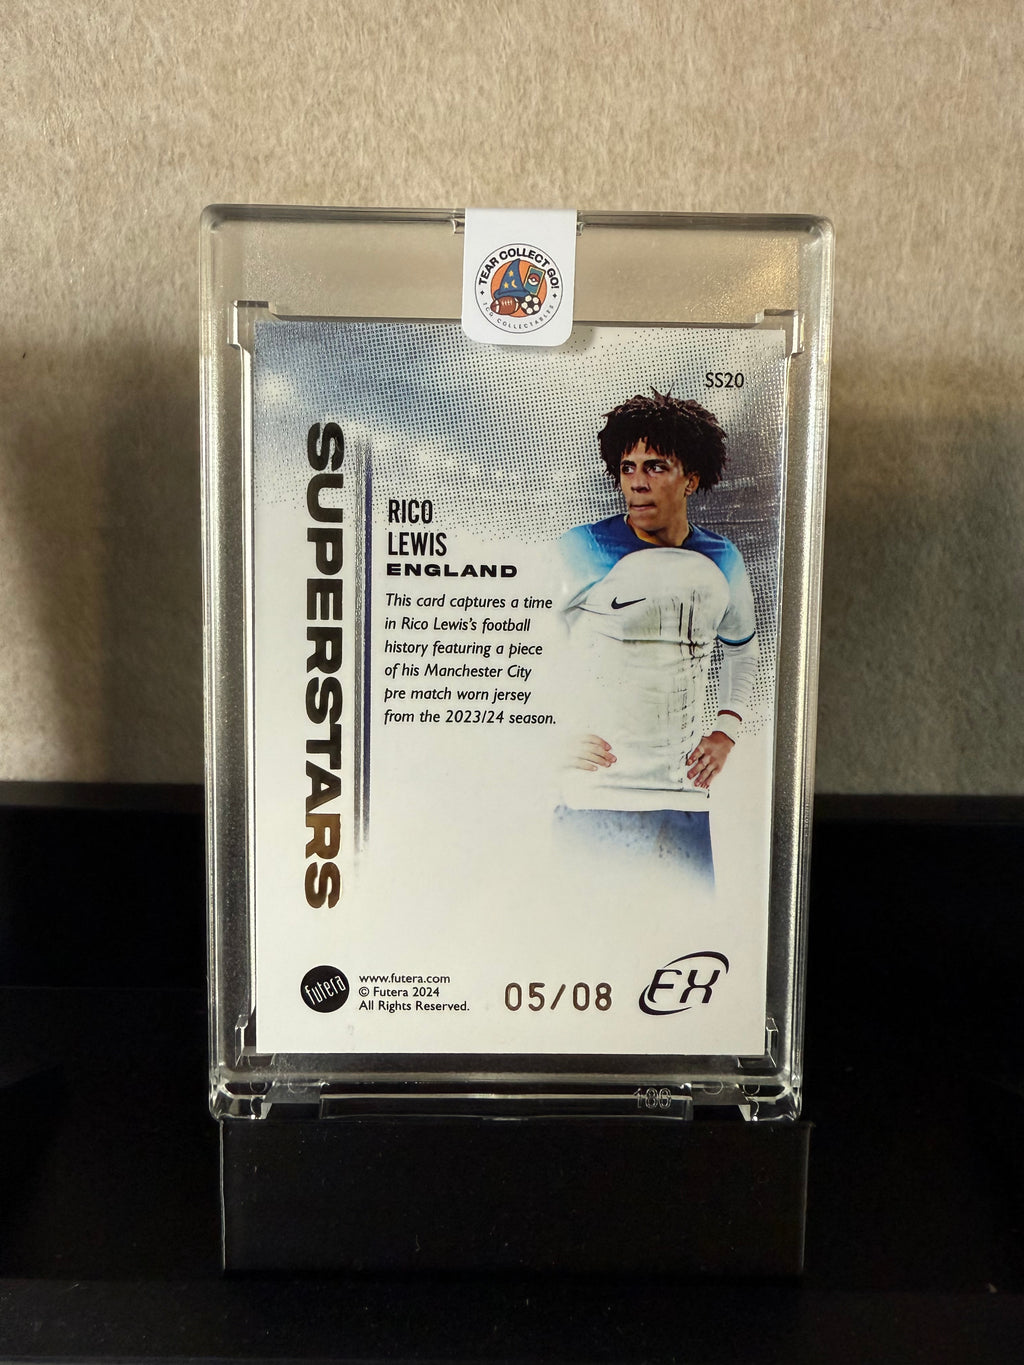 TEAR COLLECT GO!
TCG COLLECTABLES
SS20
SUPERSTARS
RICO
LEWIS
ENGLAND
This card captures a time
in Rico Lewis's football
history featuring a piece
of his Manchester City
pre match worn jersey
from the 2023/24 season.
futera
www.futera.com
© Futera 2024
All Rights Reserved.
05/08
FX